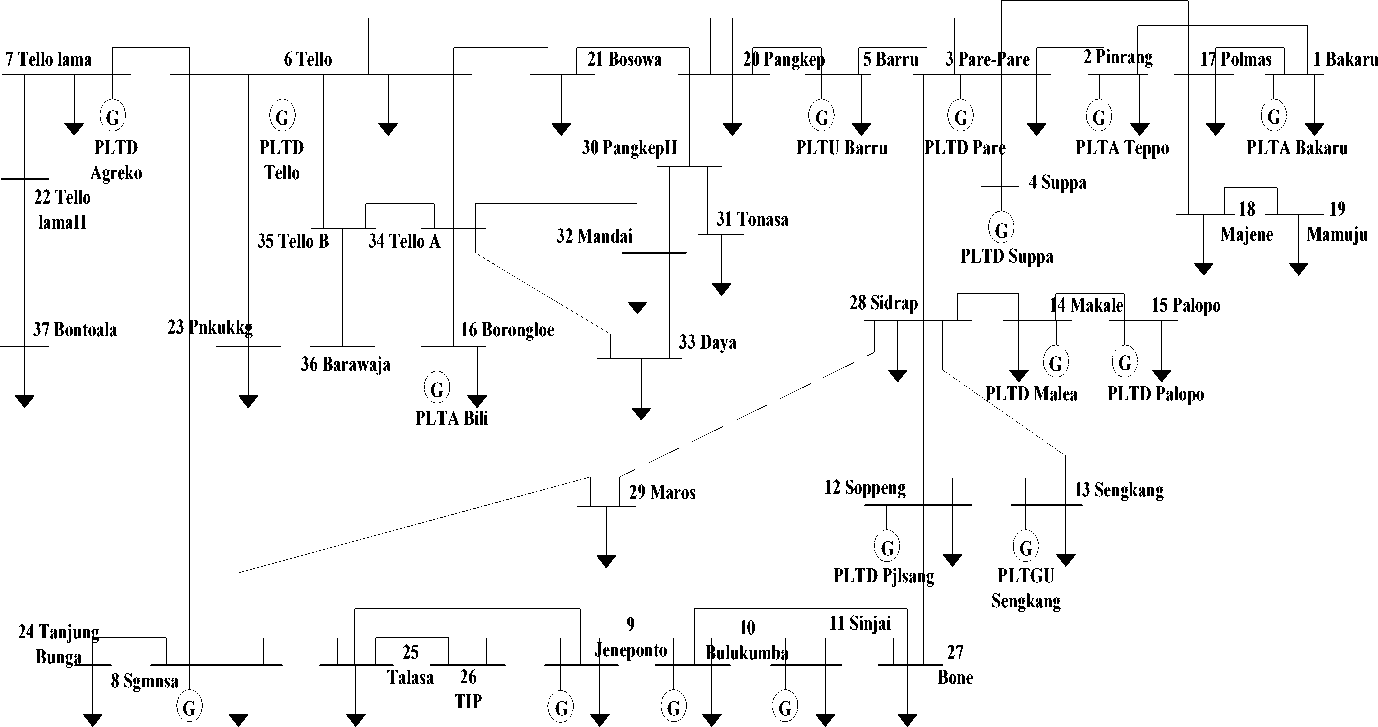 7 Tello lama
6 Tello
21 Bosowa
20 Pangkep
5 Barru
3 Pare-Pare
2 Pinrang
17 Polmas
1 Bakaru
G
PLTD
Agreko
G
PLTD
Tello
G
PLTU Barru
G
PLTD Pare
G
PLTA Teppo
G
PLTA Bakaru
30 PangkepII
22 Tello
lamaII
4 Suppa
G
PLTD Suppa
18
Majene
19
Mamuju
31 Tonasa
35 Tello B
34 Tello A
32 Mandai
28 Sidrap
14 Makale
15 Palopo
37 Bontoala
23 Pnkukkg
16 Borongloe
33 Daya
36 Barawaja
G
PLTA Bili
G
PLTD Malea
G
PLTD Palopo
29 Maros
12 Soppeng
13 Sengkang
G
PLTD Pjlsang
G
PLTGU
Sengkang
24 Tanjung
Bunga
8 Sgmnsa
25
Talasa
26
TIP
9
Jeneponto
10
Bulukumba
11 Sinjai
27
Bone
G
G
G
G